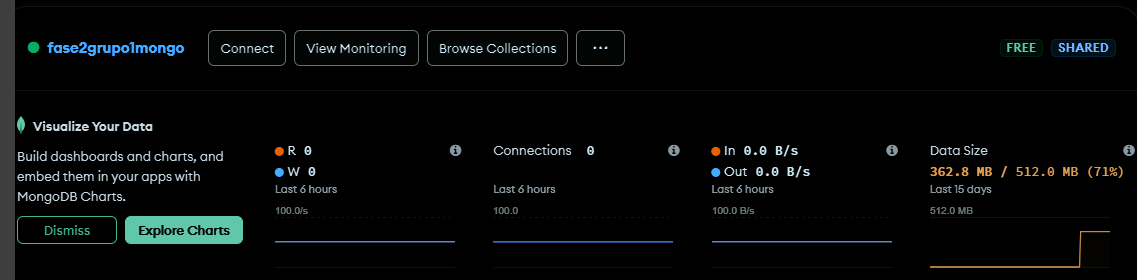 fase2grupo1mongo
Connect
View Monitoring
Browse Collections
...
FREE
SHARED
Visualize Your Data
Build dashboards and charts, and
embed them in your apps with
MongoDB Charts.
Dismiss
Explore Charts
R 0
W 0
Last 6 hours
100.0/s
Connections 0
Last 6 hours
100.0
In 0.0 B/s
Out 0.0 B/s
Last 6 hours
100.0 B/s
Data Size
362.8 MB / 512.0 MB (71%)
Last 15 days
512.0 MB